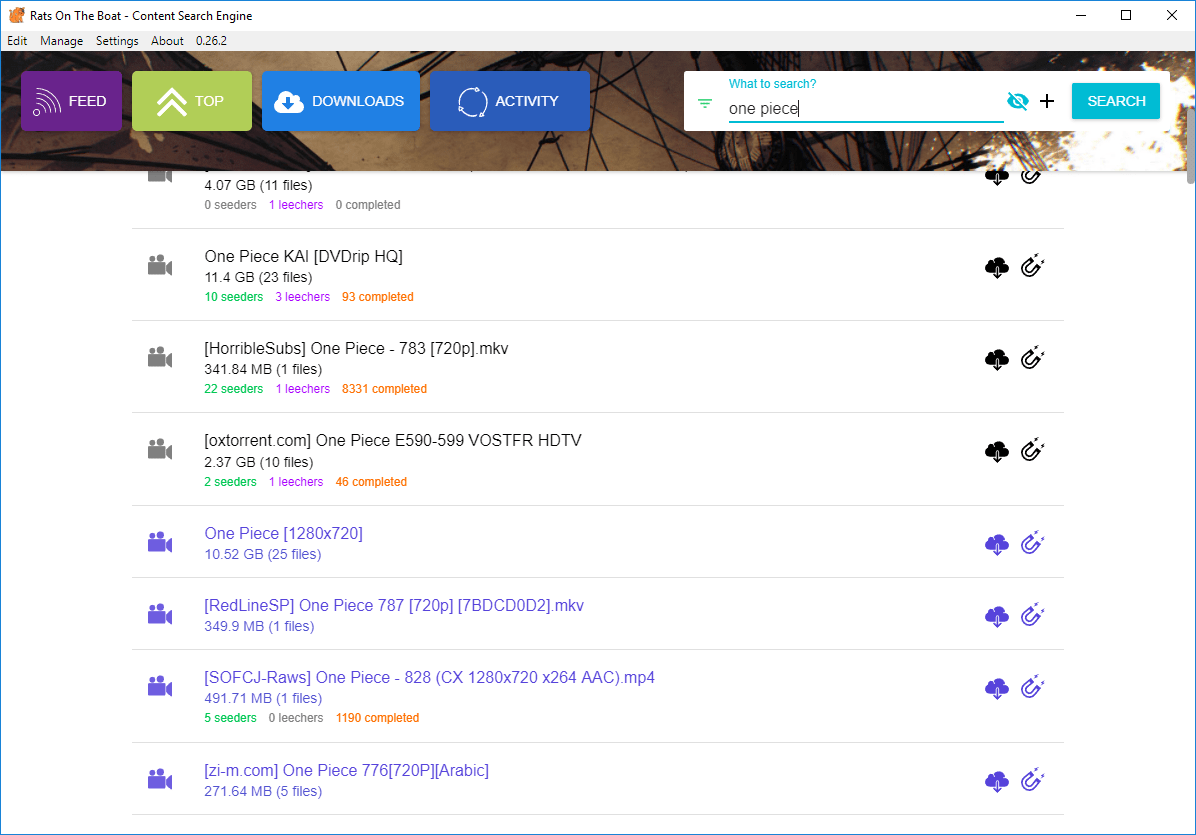 Rats On The Boat - Content Search Engine
Edit Manage Settings About 0.26.2
FEED
TOP
DOWNLOADS
ACTIVITY
What to search?
one piece
SEARCH
4.07 GB (11 files)
0 seeders 1 leechers 0 completed
One Piece KAI [DVDrip HQ]
11.4 GB (23 files)
10 seeders 3 leechers 93 completed
[HorribleSubs] One Piece - 783 [720p].mkv
341.84 MB (1 files)
22 seeders 1 leechers 8331 completed
[oxtorrent.com] One Piece E590-599 VOSTFR HDTV
2.37 GB (10 files)
2 seeders 1 leechers 46 completed
One Piece [1280x720]
10.52 GB (25 files)
[RedLineSP] One Piece 787 [720p] [7BDCD0D2].mkv
349.9 MB (1 files)
[SOFCJ-Raws] One Piece - 828 (CX 1280x720 x264 AAC).mp4
491.71 MB (1 files)
5 seeders 0 leechers 1190 completed
[zi-m.com] One Piece 776[720P][Arabic]
271.64 MB (5 files)